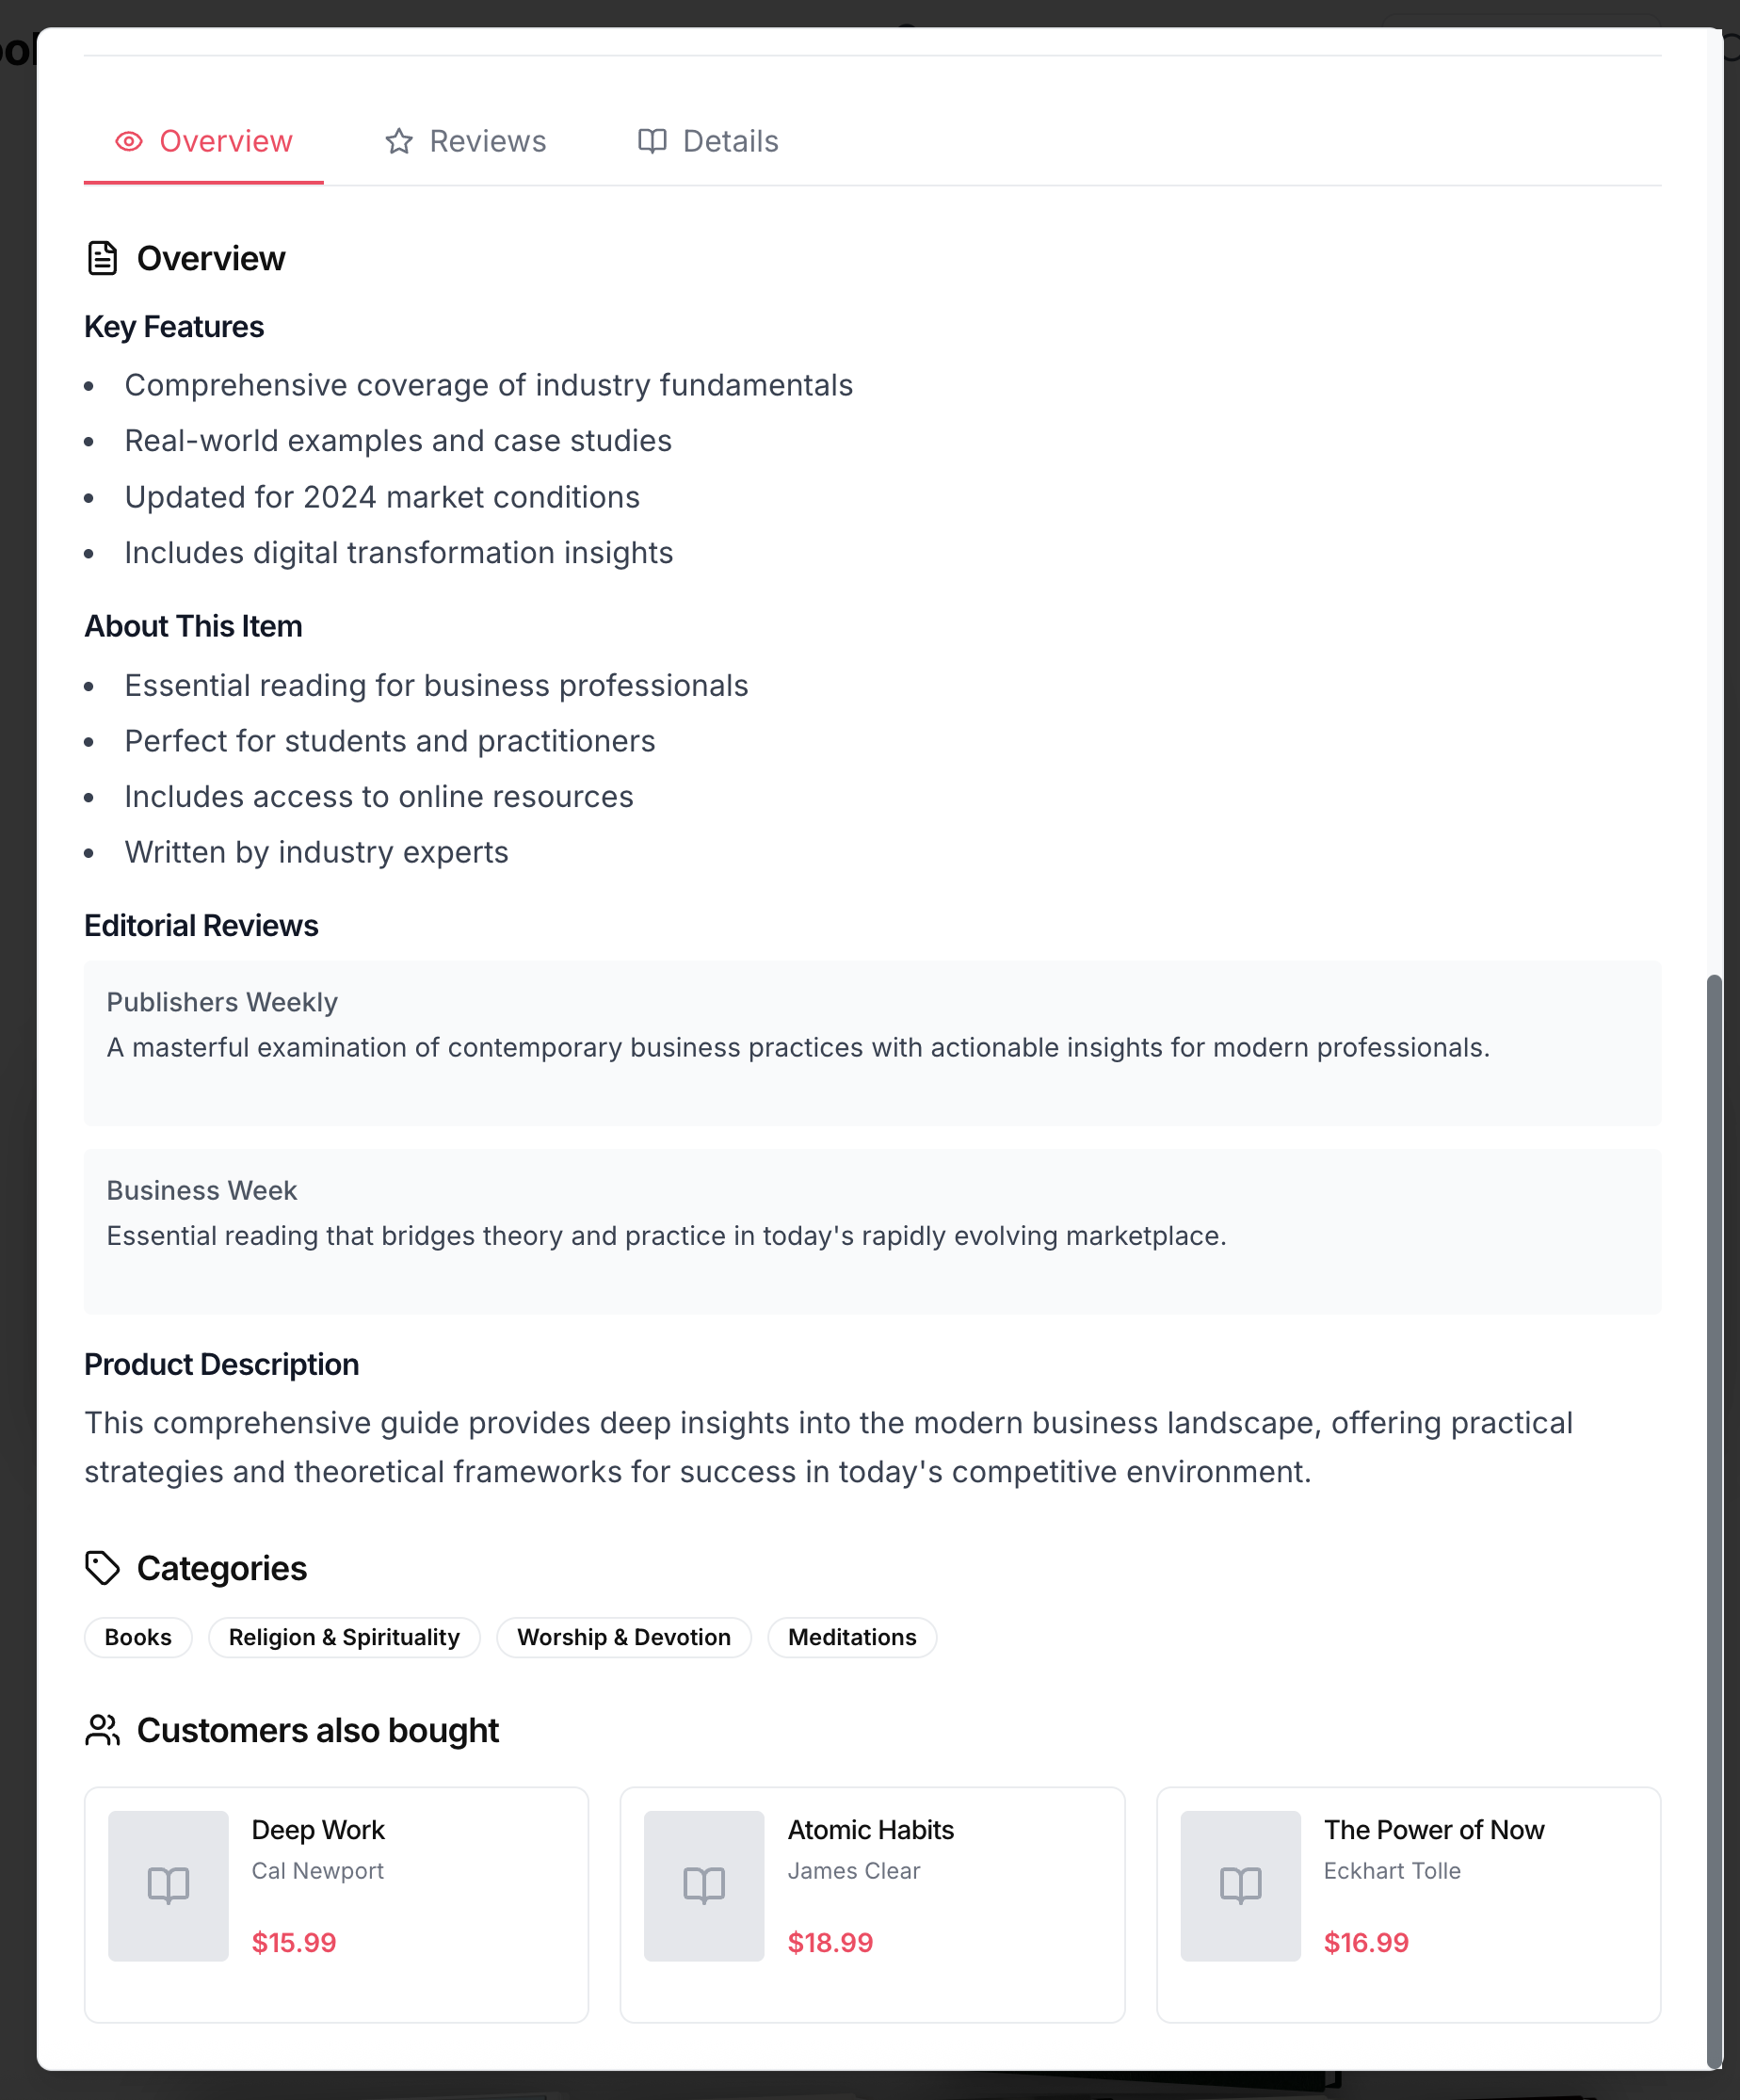 Overview
Reviews
Details
Overview
Key Features
• Comprehensive coverage of industry fundamentals
• Real-world examples and case studies
• Updated for 2024 market conditions
• Includes digital transformation insights
About This Item
• Essential reading for business professionals
• Perfect for students and practitioners
• Includes access to online resources
• Written by industry experts
Editorial Reviews
Publishers Weekly
A masterful examination of contemporary business practices with actionable insights for modern professionals.
Business Week
Essential reading that bridges theory and practice in today's rapidly evolving marketplace.
Product Description
This comprehensive guide provides deep insights into the modern business landscape, offering practical
strategies and theoretical frameworks for success in today's competitive environment.
Categories
Books
Religion & Spirituality
Worship & Devotion
Meditations
Customers also bought
Deep Work
Cal Newport
$15.99
Atomic Habits
James Clear
$18.99
The Power of Now
Eckhart Tolle
$16.99